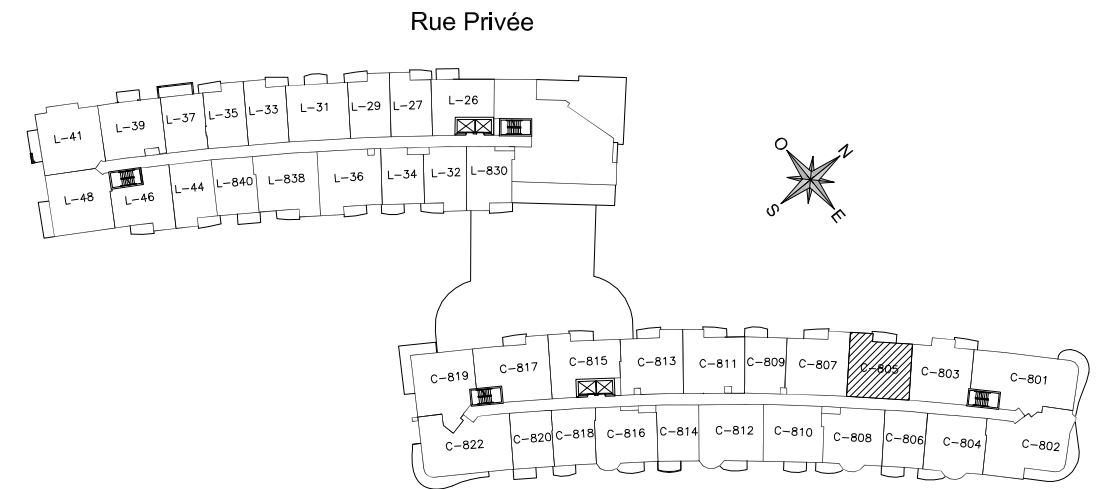 Rue Privée
L-41
L-39
L-37
L-35
L-33
L-31
L-29
L-27
L-26
L-48
L-46
L-44
L-840
L-838
L-36
L-34
L-32
L-830
O
N
S
E
C-819
C-817
C-815
C-813
C-811
C-809
C-807
C-805
C-803
C-801
C-822
C-820
C-818
C-816
C-814
C-812
C-810
C-808
C-806
C-804
C-802